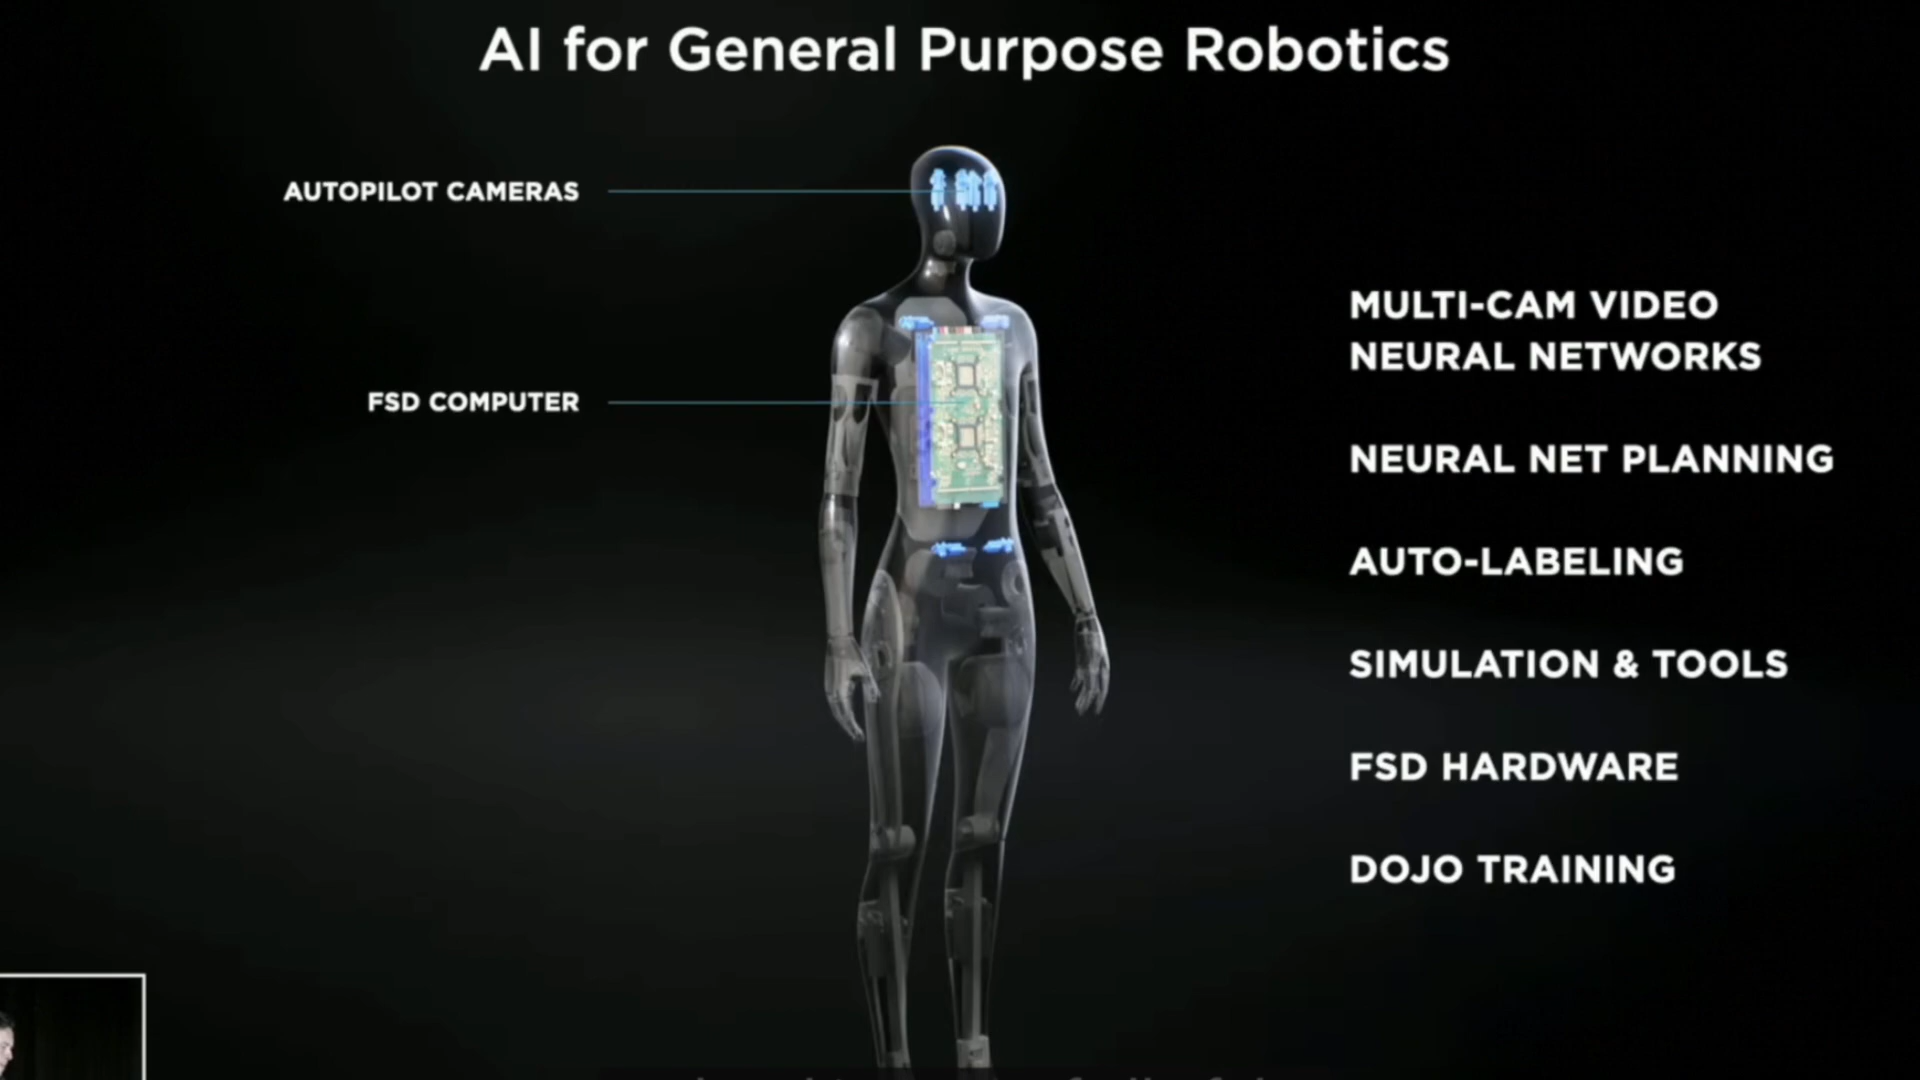 AI for General Purpose Robotics
AUTOPILOT CAMERAS
FSD COMPUTER
MULTI-CAM VIDEO
NEURAL NETWORKS
NEURAL NET PLANNING
AUTO-LABELING
SIMULATION & TOOLS
FSD HARDWARE
DOJO TRAINING